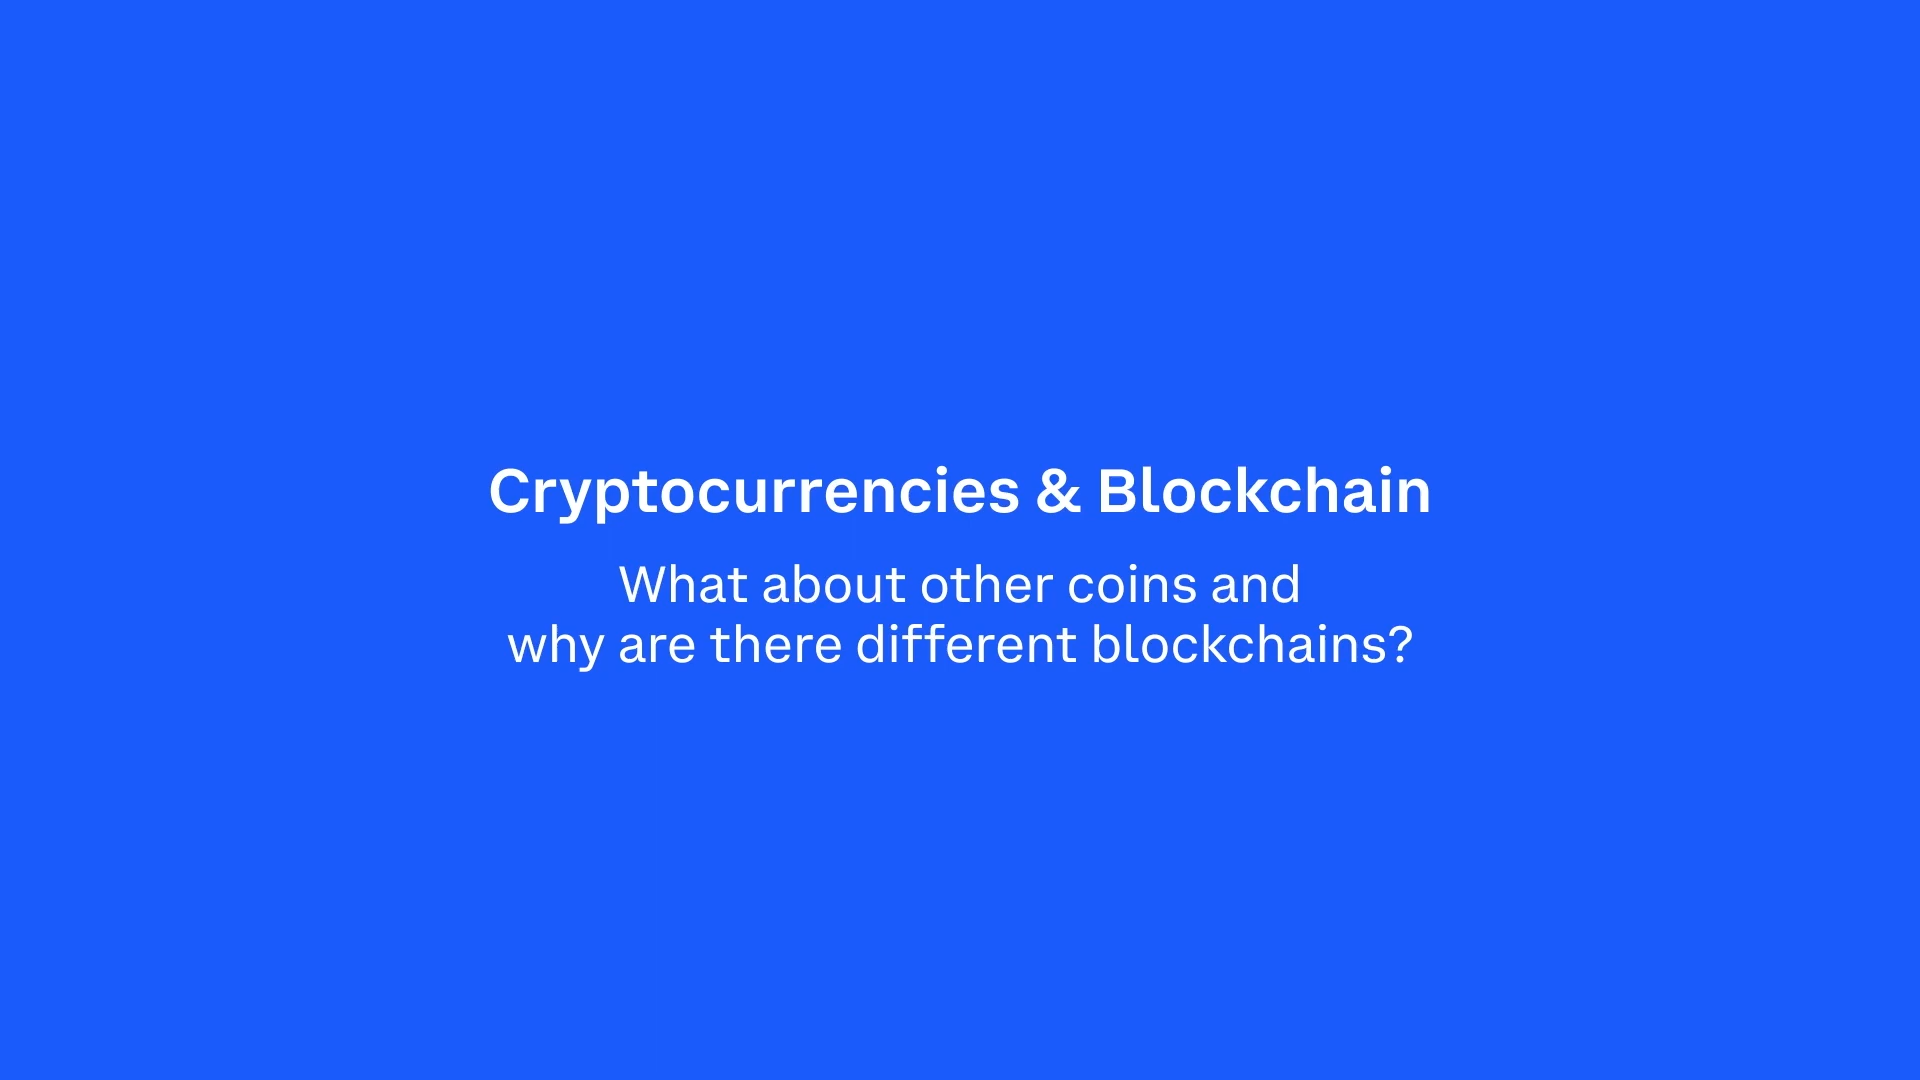 Cryptocurrencies & Blockchain
What about other coins and
why are there different blockchains?